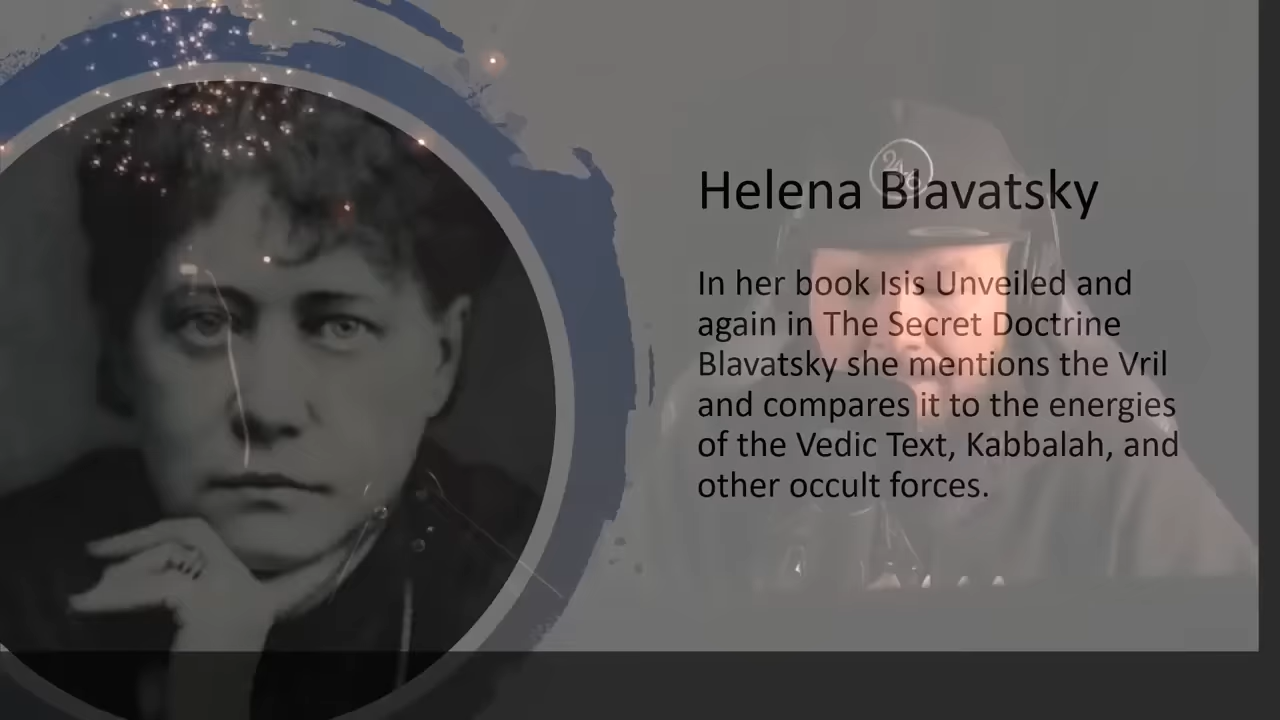 Helena Blavatsky
In her book Isis Unveiled and
again in The Secret Doctrine
Blavatsky she mentions the Vril
and compares it to the energies
of the Vedic Text, Kabbalah, and
other occult forces.